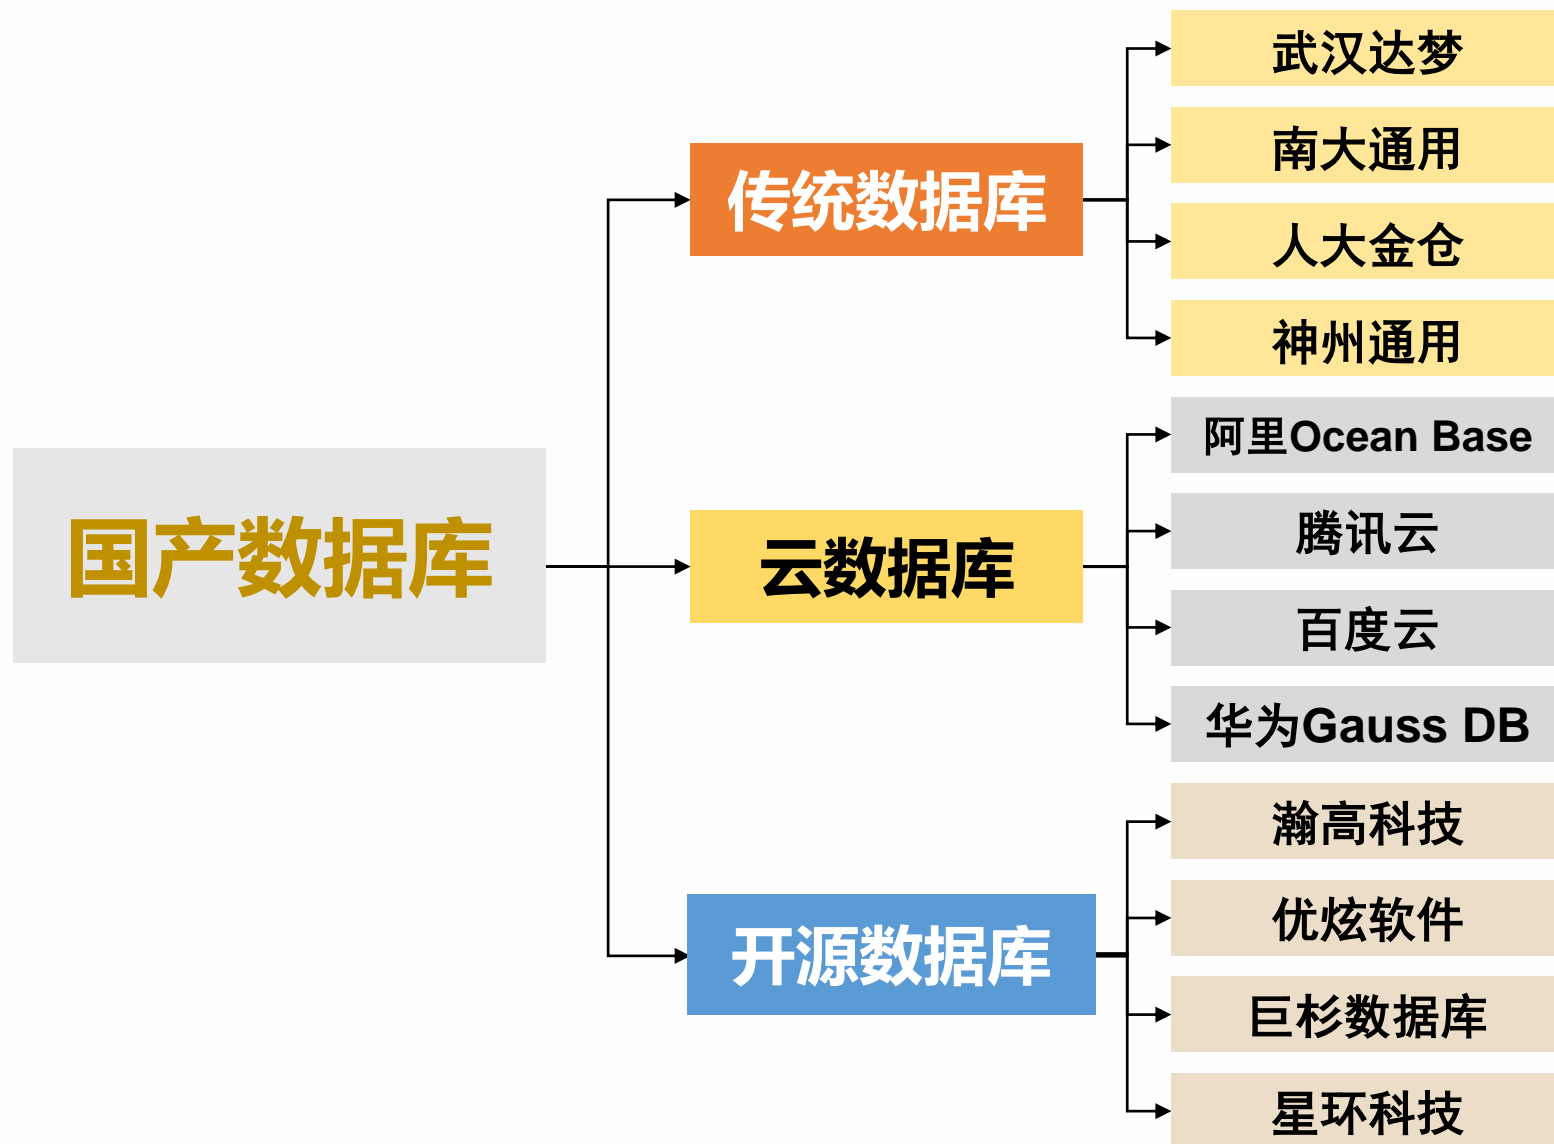 国产数据库
传统数据库
武汉达梦
南大通用
人大金仓
神州通用
云数据库
阿里Ocean Base
腾讯云
百度云
华为Gauss DB
开源数据库
瀚高科技
优炫软件
巨杉数据库
星环科技